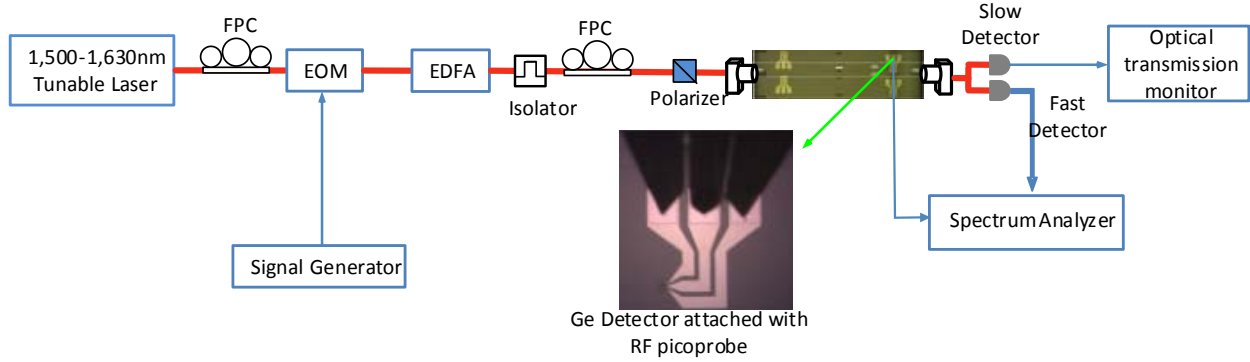 FPC
1,500-1,630nm
Tunable Laser
EOM
EDFA
Isolator
FPC
Polarizer
Slow
Detector
Optical
transmission
monitor
Fast
Detector
Signal Generator
Spectrum Analyzer
Ge Detector attached with
RF picoprobe